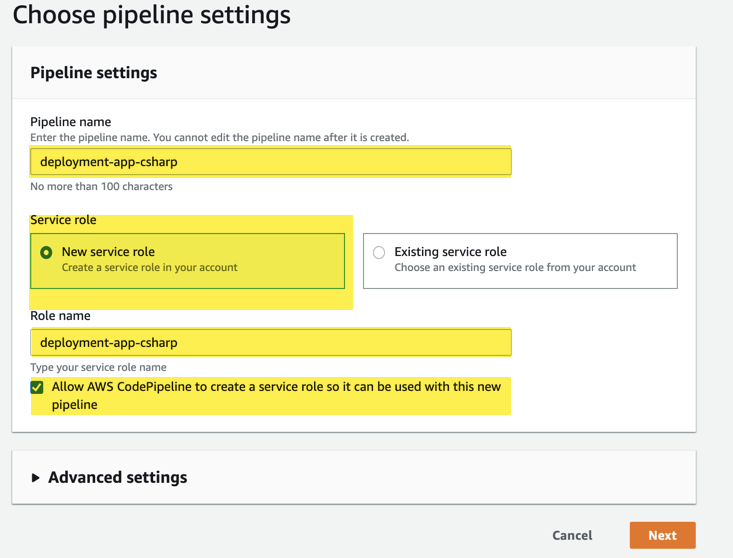 Choose pipeline settings
Pipeline settings
Pipeline name
Enter the pipeline name. You cannot edit the pipeline name after it is created.
deployment-app-csharp
No more than 100 characters
Service role
New service role
Create a service role in your account
Existing service role
Choose an existing service role from your account
Role name
deployment-app-csharp
Type your service role name
Allow AWS CodePipeline to create a service role so it can be used with this new
pipeline
Advanced settings
Cancel
Next